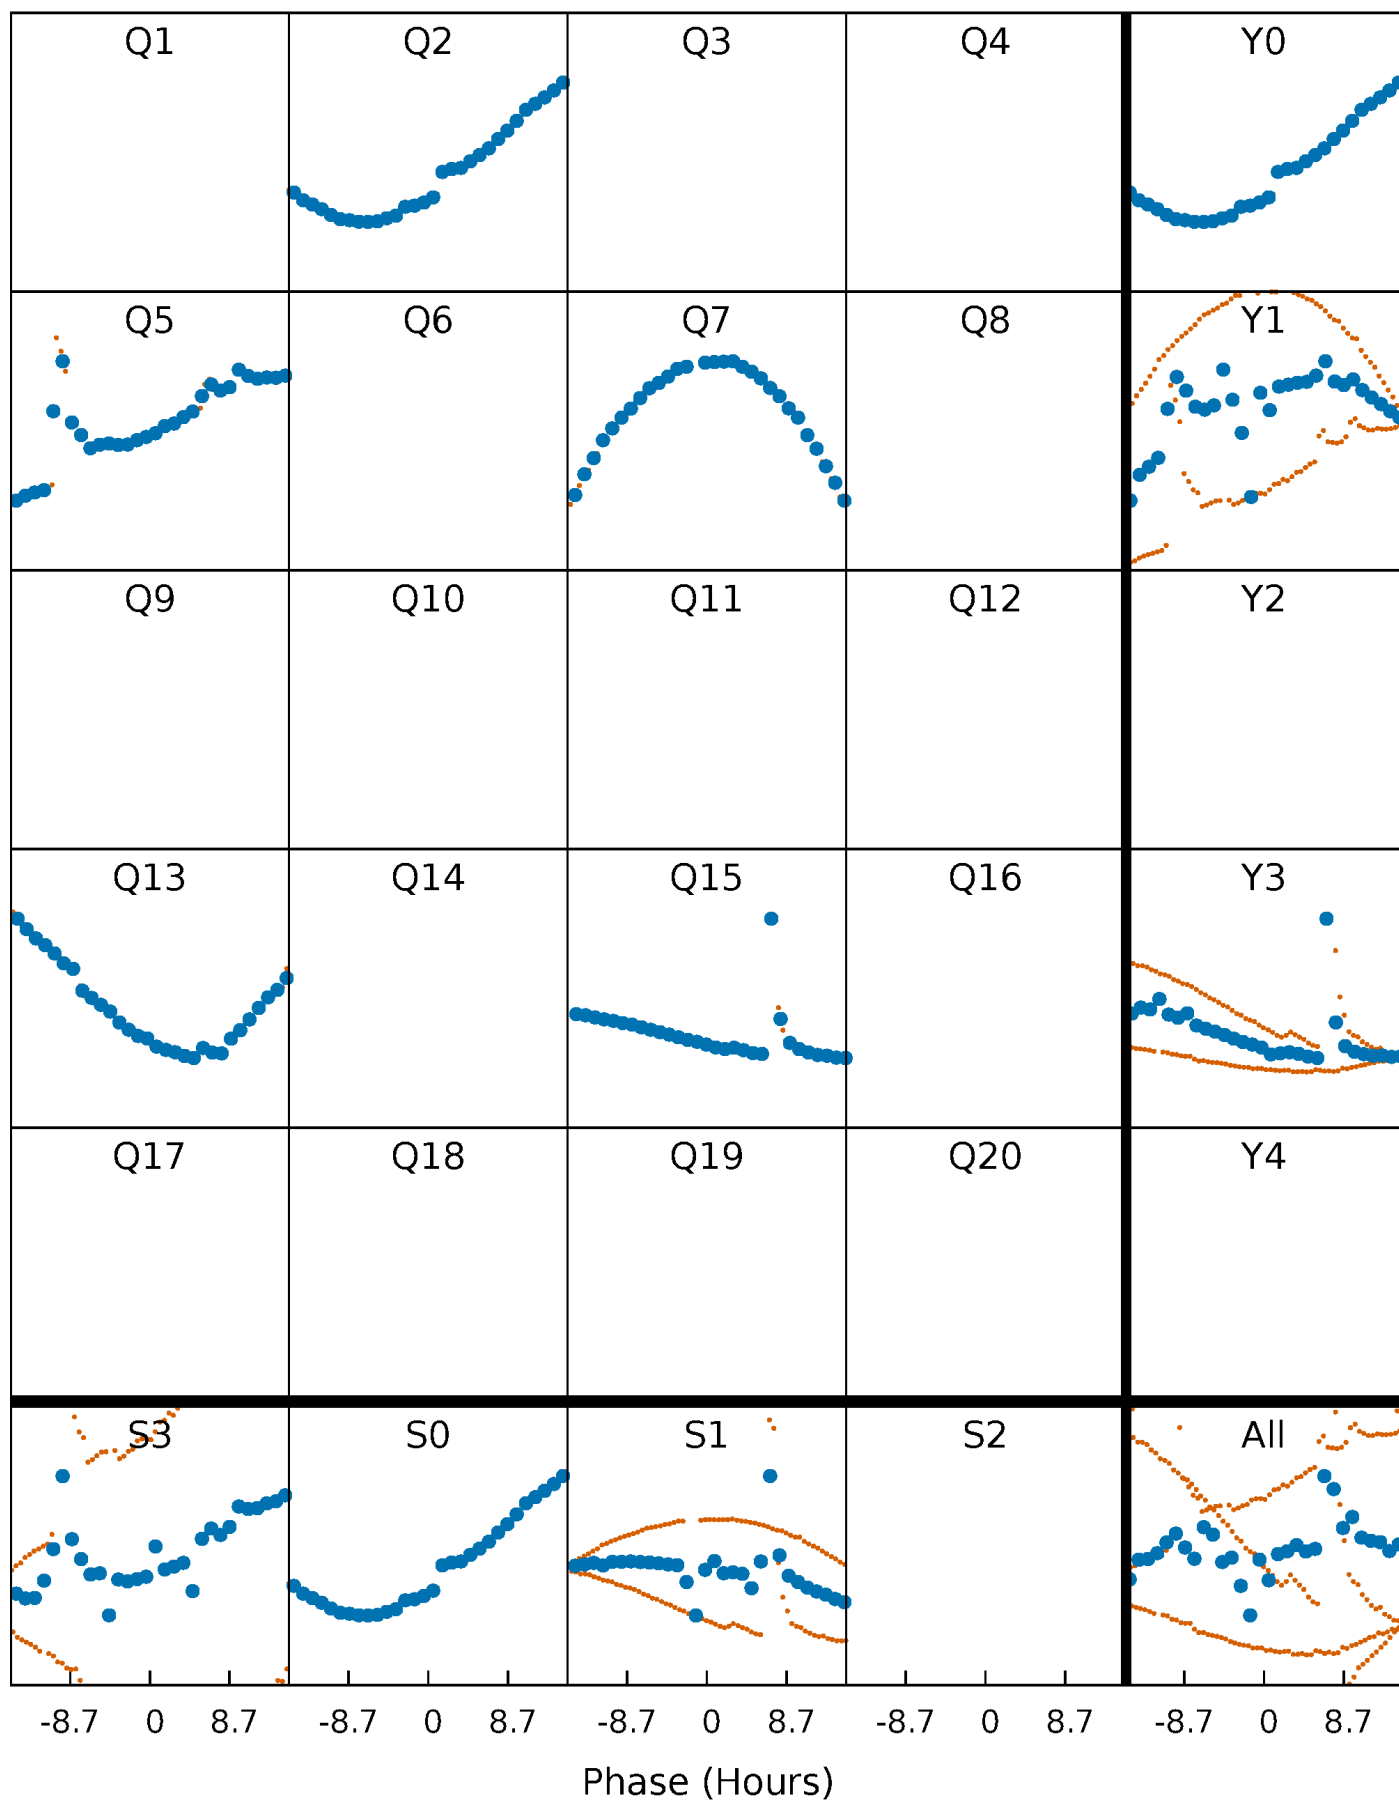 Q1 Q2 Q3 Q4 Y0
Q5 Q6 Q7 Q8 Y1
Q9 Q10 Q11 Q12 Y2
Q13 Q14 Q15 Q16 Y3
Q17 Q18 Q19 Q20 Y4
S3 S0 S1 S2 All
-8.7 0 8.7 -8.7 0 8.7 -8.7 0 8.7 -8.7 0 8.7 -8.7 0 8.7
Phase (Hours)